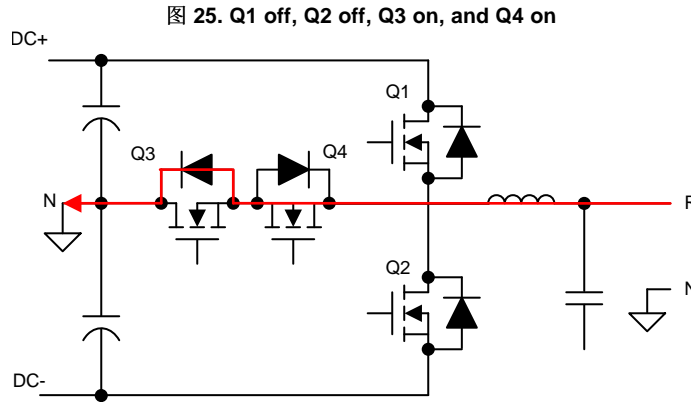 图 25. Q1 off, Q2 off, Q3 on, and Q4 on
DC+
Q1
Q3
Q4
N
Q2
DC-